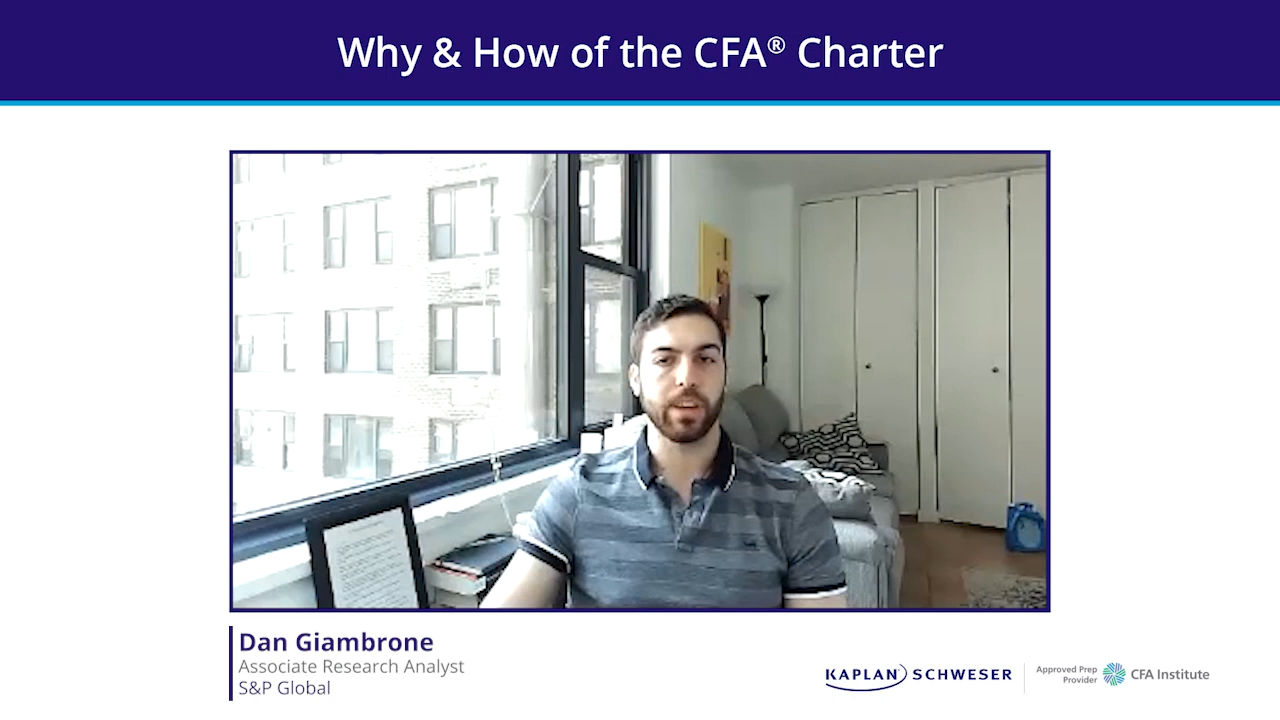 Why & How of the CFA® Charter
Dan Giambrone
Associate Research Analyst
S&P Global
KAPLAN SCHWESER
Approved Prep
Provider
CFA Institute